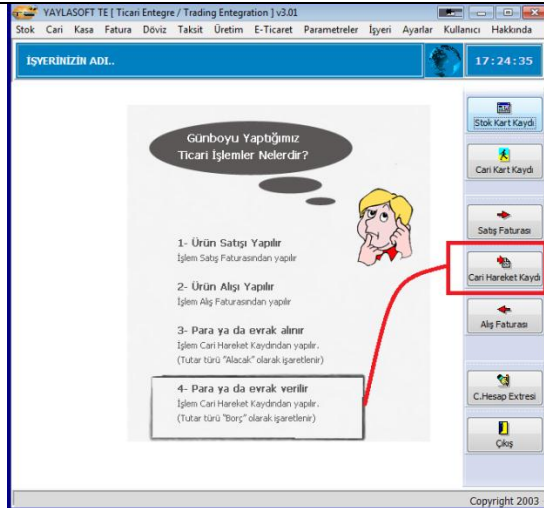 YAYLASOFT TE [ Ticari Entegre / Trading Entegration ] v3.01
Stok Cari Kasa Fatura Döviz Taksit Üretim E-Ticaret Parametreler İşyeri Ayarlar Kullanıcı Hakkında
İŞYERİNİZİN ADI..
17:24:35
Stok Kart Kaydı
Cari Kart Kaydı
Satış Faturası
Cari Hareket Kaydı
Alış Faturası
C.Hesap Extresi
Çıkış
Günboyu Yaptığımız
Ticari İşlemler Nelerdir?
1- Ürün Satışı Yapılır
İşlem Satış Faturasından yapılır
2- Ürün Alışı Yapılır
İşlem Alış Faturasından yapılır
3- Para ya da evrak alınır
İşlem Cari Hareket Kaydından yapılır.
(Tutar türü "Alacak" olarak işaretlenir)
4- Para ya da evrak verilir
İşlem Cari Hareket Kaydından yapılır.
(Tutar türü "Borç" olarak işaretlenir)
Copyright 2003